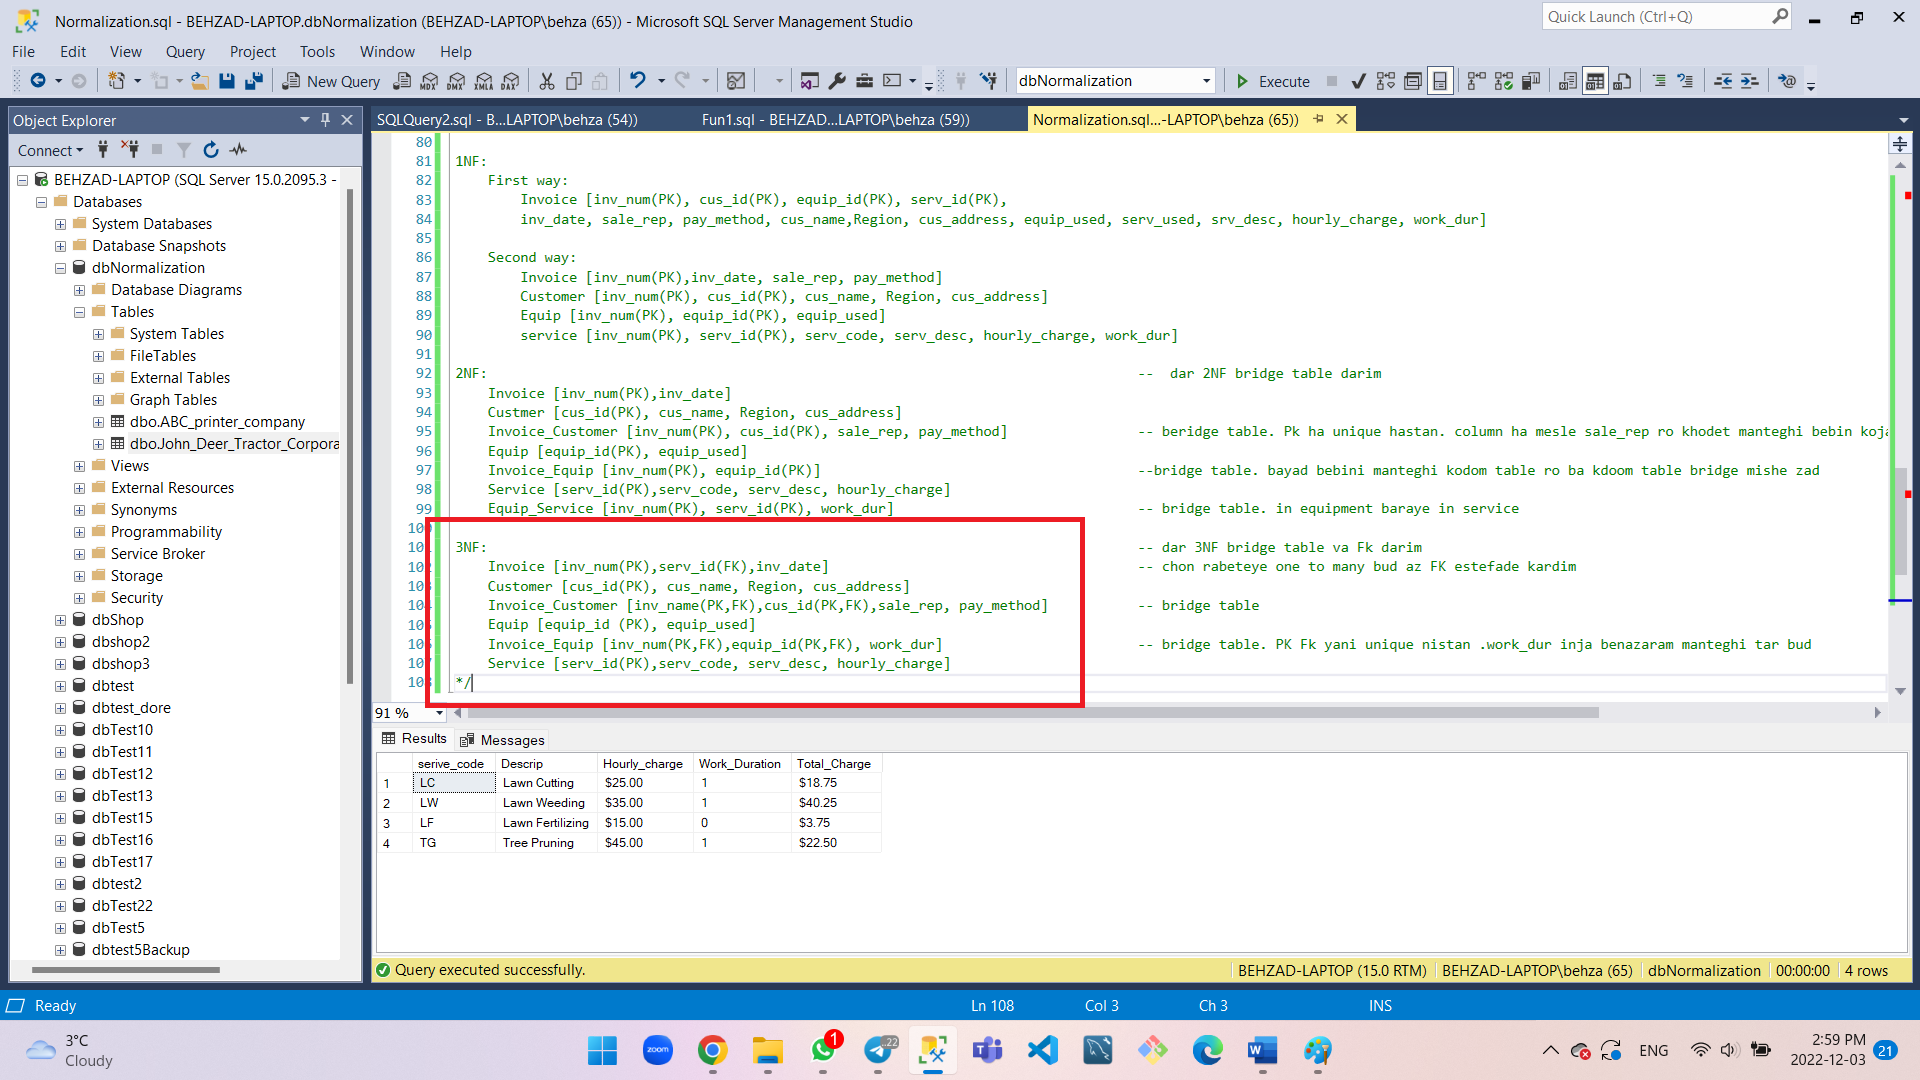 Normalization.sql - BEHZAD-LAPTOP.dbNormalization (BEHZAD-LAPTOP\behza (65)) - Microsoft SQL Server Management Studio
Quick Launch (Ctrl+Q)
File Edit View Query Project Tools Window Help
New Query
MDX DMX XMLA DAX
dbNormalization
Execute
Object Explorer
SQLQuery2.sql - B...LAPTOP\behza (54))
Fun1.sql - BEHZAD...LAPTOP\behza (59))
Normalization.sql...-LAPTOP\behza (65))
Connect
BEHZAD-LAPTOP (SQL Server 15.0.2095.3 -
Databases
System Databases
Database Snapshots
dbNormalization
Database Diagrams
Tables
System Tables
FileTables
External Tables
Graph Tables
dbo.ABC_printer_company
dbo.John_Deer_Tractor_Corpora
Views
External Resources
Synonyms
Programmability
Service Broker
Storage
Security
dbShop
dbshop2
dbshop3
dbtest
dbtest_dore
dbTest10
dbTest11
dbTest12
dbTest13
dbTest15
dbTest16
dbTest17
dbtest2
dbTest22
dbTest5
dbtest5Backup
80
81 1NF:
82 First way:
83 Invoice [inv_num(PK), cus_id(PK), equip_id(PK), serv_id(PK),
84 inv_date, sale_rep, pay_method, cus_name,Region, cus_address, equip_used, serv_used, srv_desc, hourly_charge, work_dur]
85
86 Second way:
87 Invoice [inv_num(PK),inv_date, sale_rep, pay_method]
88 Customer [inv_num(PK), cus_id(PK), cus_name, Region, cus_address]
89 Equip [inv_num(PK), equip_id(PK), equip_used]
90 service [inv_num(PK), serv_id(PK), serv_code, serv_desc, hourly_charge, work_dur]
91
92 2NF: -- dar 2NF bridge table darim
93 Invoice [inv_num(PK),inv_date]
94 Custmer [cus_id(PK), cus_name, Region, cus_address]
95 Invoice_Customer [inv_num(PK), cus_id(PK), sale_rep, pay_method] -- beridge table. Pk ha unique hastan. column ha mesle sale_rep ro khodet manteghi bebin koja
96 Equip [equip_id(PK), equip_used]
97 Invoice_Equip [inv_num(PK), equip_id(PK)] --bridge table. bayad bebini manteghi kodom table ro ba kdoom table bridge mishe zad
98 Service [serv_id(PK),serv_code, serv_desc, hourly_charge]
99 Equip_Service [inv_num(PK), serv_id(PK), work_dur] -- bridge table. in equipment baraye in service
10
10 3NF: -- dar 3NF bridge table va Fk darim
10 Invoice [inv_num(PK),serv_id(FK),inv_date] -- chon rabeteye one to many bud az FK estefade kardim
10 Customer [cus_id(PK), cus_name, Region, cus_address]
10 Invoice_Customer [inv_name(PK,FK),cus_id(PK,FK),sale_rep, pay_method] -- bridge table
10 Equip [equip_id (PK), equip_used]
10 Invoice_Equip [inv_num(PK,FK),equip_id(PK,FK), work_dur] -- bridge table. PK Fk yani unique nistan .work_dur inja benazaram manteghi tar bud
10 Service [serv_id(PK),serv_code, serv_desc, hourly_charge]
10 */
91 %
Results Messages
serive_code Descrip Hourly_charge Work_Duration Total_Charge
1 LC Lawn Cutting $25.00 1 $18.75
2 LW Lawn Weeding $35.00 1 $40.25
3 LF Lawn Fertilizing $15.00 0 $3.75
4 TG Tree Pruning $45.00 1 $22.50
Query executed successfully.
BEHZAD-LAPTOP (15.0 RTM) BEHZAD-LAPTOP\behza (65) dbNormalization 00:00:00 4 rows
Ready Ln 108 Col 3 Ch 3 INS
3°C
Cloudy
zoom
1
22
ENG
2:59 PM
2022-12-03
21